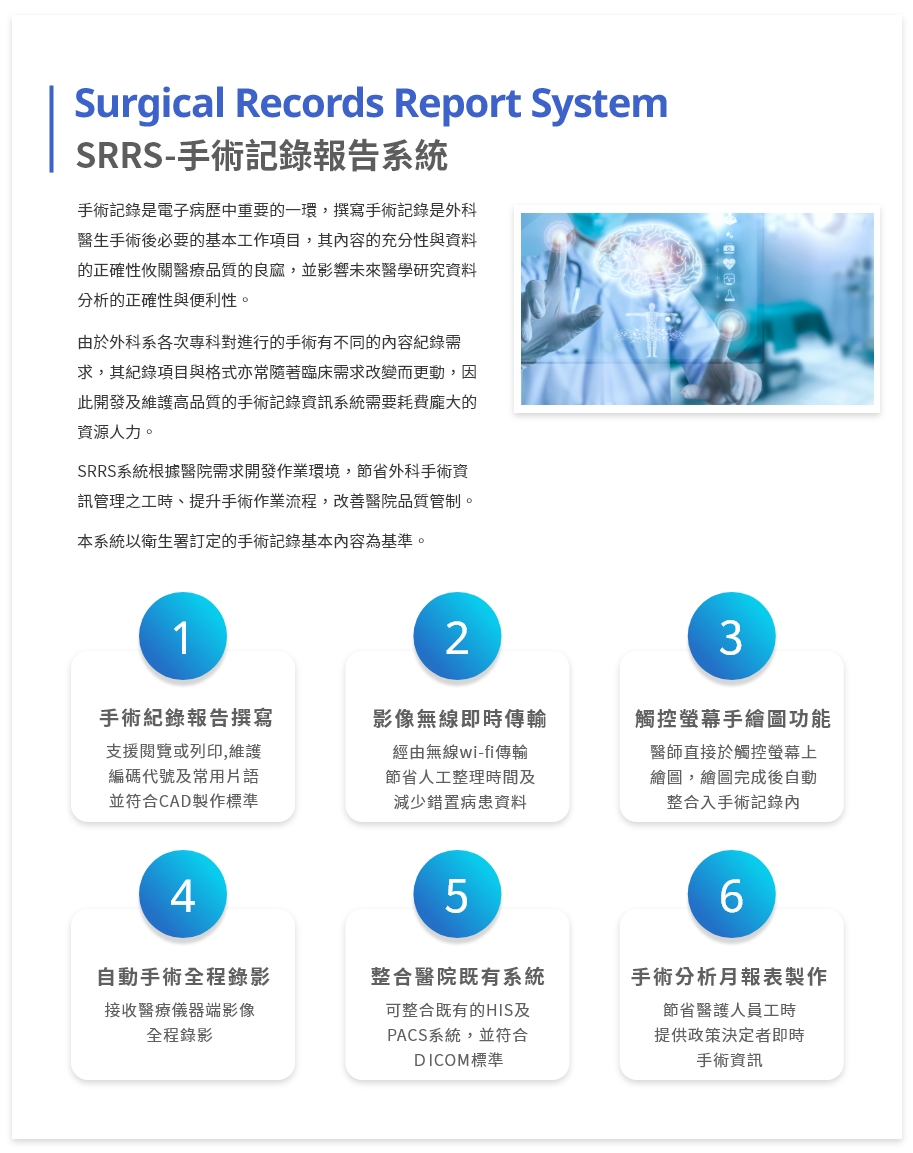 Surgical Records Report System
SRRS-手術記錄報告系統
手術記錄是電子病歷中重要的一環，撰寫手術記錄是外科
醫生手術後必要的基本工作項目，其內容的充分性與資料
的正確性攸關醫療品質的良窳，並影響未來醫學研究資料
分析的正確性與便利性。
由於外科系各次專科對進行的手術有不同的內容紀錄需
求，其紀錄項目與格式亦常隨著臨床需求改變而更動，因
此開發及維護高品質的手術記錄資訊系統需要耗費龐大的
資源人力。
SRRS系統根據醫院需求開發作業環境，節省外科手術資
訊管理之工時、提升手術作業流程，改善醫院品質管制。
本系統以衛生署訂定的手術記錄基本內容為基準。
1
手術紀錄報告撰寫
支援閱覽或列印,維護
編碼代號及常用片語
並符合CAD製作標準
2
影像無線即時傳輸
經由無線wi-fi傳輸
節省人工整理時間及
減少錯置病患資料
3
觸控螢幕手繪圖功能
醫師直接於觸控螢幕上
繪圖，繪圖完成後自動
整合入手術記錄內
4
自動手術全程錄影
接收醫療儀器端影像
全程錄影
5
整合醫院既有系統
可整合既有的HIS及
PACS系統，並符合
DICOM標準
6
手術分析月報表製作
節省醫護人員工時
提供政策決定者即時
手術資訊